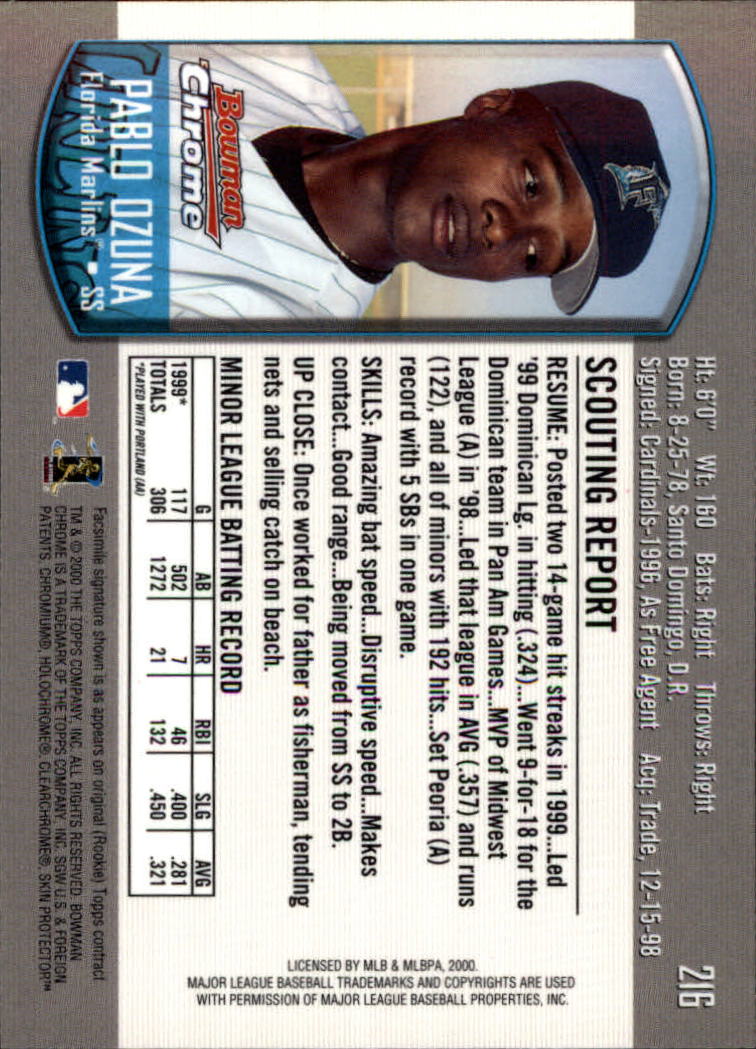 216
Ht: 6'0" Wt: 160 Bats: Right Throws: Right
Born: 8-25-78, Santo Domingo, D.R.
Signed: Cardinals-1996, As Free Agent Acq: Trade, 12-15-98
Bowman
Chrome
PABLO OZUNA
Florida Marlins™ • SS
SCOUTING REPORT
RESUME: Posted two 14-game hit streaks in 1999...Led
'99 Dominican Lg. in hitting (.324)...Went 9-for-18 for the
Dominican team in Pan Am Games...MVP of Midwest
League (A) in '98...Led that league in AVG (.357) and runs
(122), and all of minors with 192 hits...Set Peoria (A)
record with 5 SBs in one game.
SKILLS: Amazing bat speed...Disruptive speed...Makes
contact...Good range...Being moved from SS to 2B.
UP CLOSE: Once worked for father as fisherman, tending
nets and selling catch on beach.
MINOR LEAGUE BATTING RECORD
G AB HR RBI SLG AVG
1999* 117 502 7 46 .400 .281
TOTALS 306 1272 21 132 .450 .321
*PLAYED WITH PORTLAND (AA)
Facsimile signature shown is as appears on original (Rookie) Topps contract
TM & © 2000 THE TOPPS COMPANY, INC. ALL RIGHTS RESERVED. BOWMAN
CHROME IS A TRADEMARK OF THE TOPPS COMPANY, INC. SGW U.S. & FOREIGN
PATENTS: CHROMIUM®, HOLOCHROME®, CLEARCHROME®, SKIN PROTECTOR™
LICENSED BY MLB & MLBPA, 2000.
MAJOR LEAGUE BASEBALL TRADEMARKS AND COPYRIGHTS ARE USED
WITH PERMISSION OF MAJOR LEAGUE BASEBALL PROPERTIES, INC.